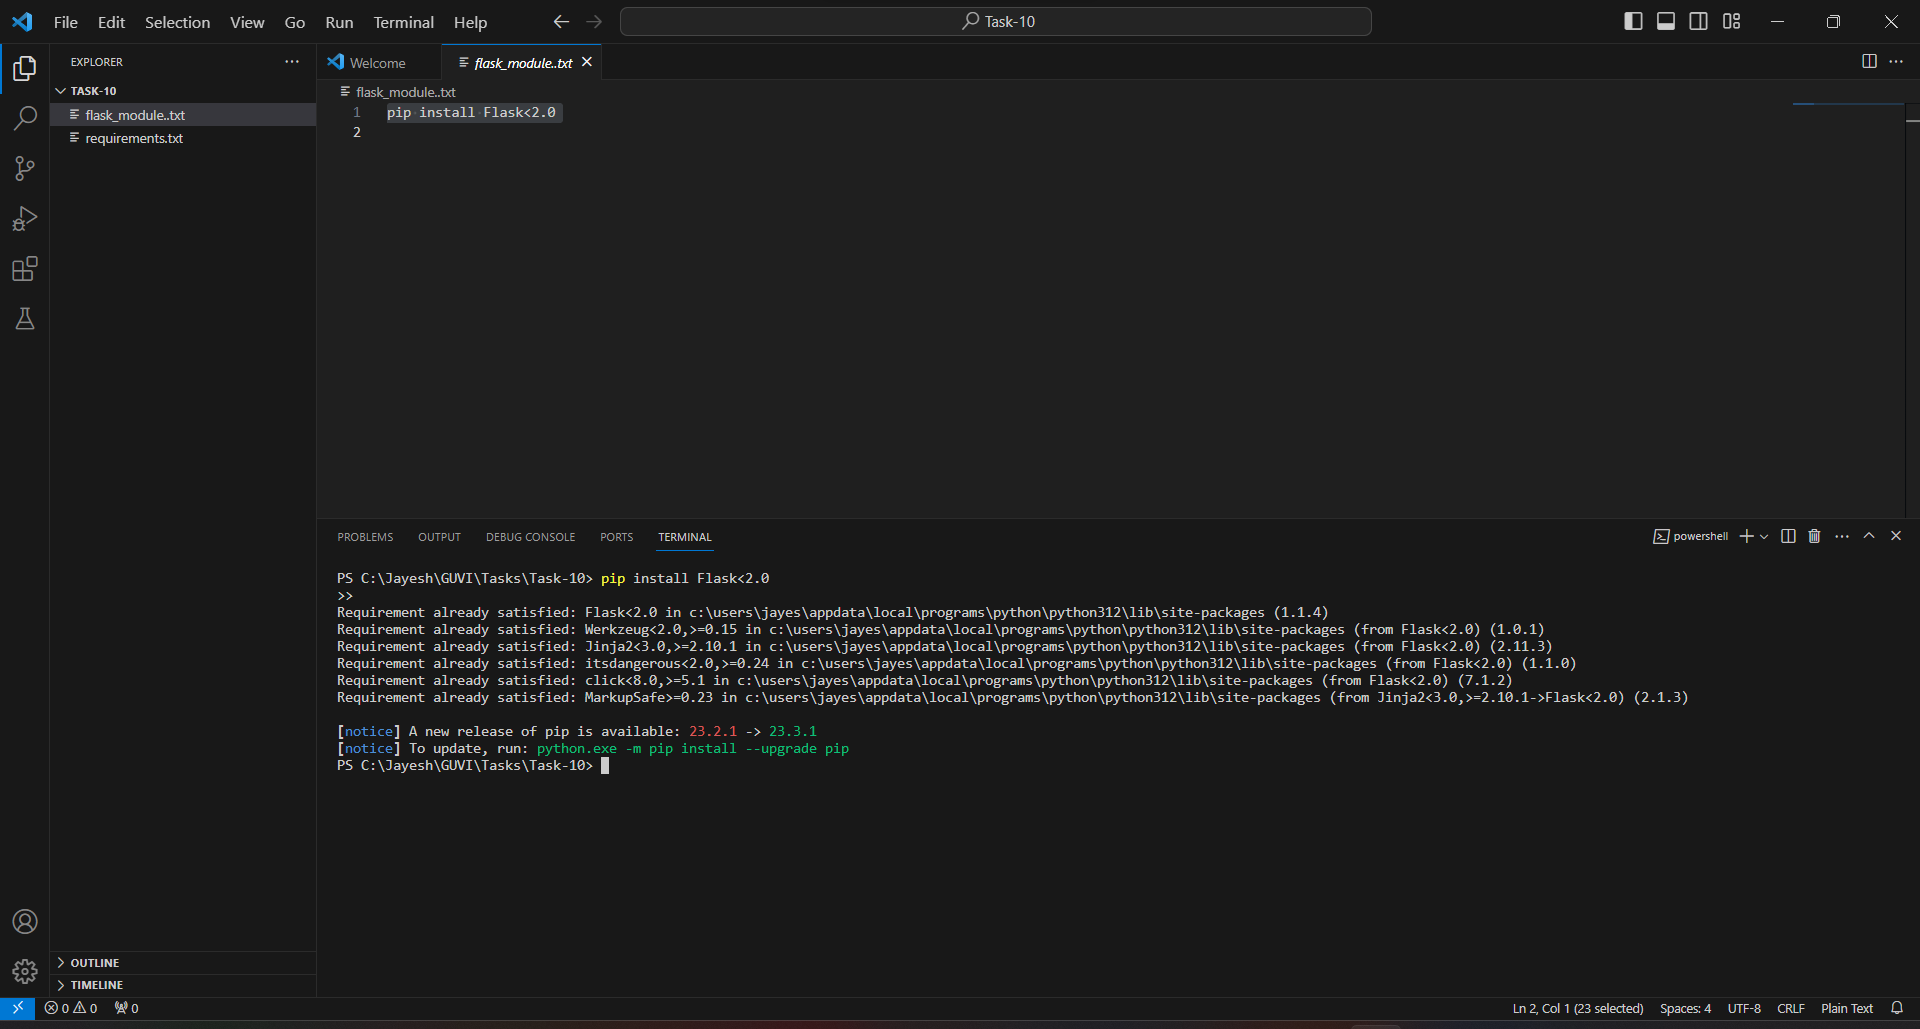 File Edit Selection View Go Run Terminal Help
Task-10
EXPLORER
TASK-10
flask_module..txt
requirements.txt
OUTLINE
TIMELINE
Welcome
flask_module..txt
flask_module..txt
1 pip install Flask<2.0
2
PROBLEMS OUTPUT DEBUG CONSOLE PORTS TERMINAL
powershell
PS C:\Jayesh\GUVI\Tasks\Task-10> pip install Flask<2.0
>>
Requirement already satisfied: Flask<2.0 in c:\users\jayes\appdata\local\programs\python\python312\lib\site-packages (1.1.4)
Requirement already satisfied: Werkzeug<2.0,>=0.15 in c:\users\jayes\appdata\local\programs\python\python312\lib\site-packages (from Flask<2.0) (1.0.1)
Requirement already satisfied: Jinja2<3.0,>=2.10.1 in c:\users\jayes\appdata\local\programs\python\python312\lib\site-packages (from Flask<2.0) (2.11.3)
Requirement already satisfied: itsdangerous<2.0,>=0.24 in c:\users\jayes\appdata\local\programs\python\python312\lib\site-packages (from Flask<2.0) (1.1.0)
Requirement already satisfied: click<8.0,>=5.1 in c:\users\jayes\appdata\local\programs\python\python312\lib\site-packages (from Flask<2.0) (7.1.2)
Requirement already satisfied: MarkupSafe>=0.23 in c:\users\jayes\appdata\local\programs\python\python312\lib\site-packages (from Jinja2<3.0,>=2.10.1->Flask<2.0) (2.1.3)
[notice] A new release of pip is available: 23.2.1 -> 23.3.1
[notice] To update, run: python.exe -m pip install --upgrade pip
PS C:\Jayesh\GUVI\Tasks\Task-10>
0 0 0
Ln 2, Col 1 (23 selected) Spaces: 4 UTF-8 CRLF Plain Text